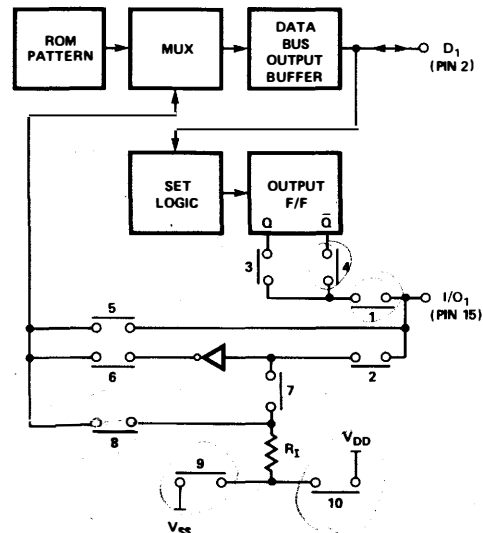 ROM
PATTERN
MUX
DATA
BUS
OUTPUT
BUFFER
D1
(PIN 2)
SET
LOGIC
OUTPUT
F/F
Q Q̅
3
4
1
I/O1
(PIN 15)
5
6
2
7
8
RI
VDD
9
10
VSS